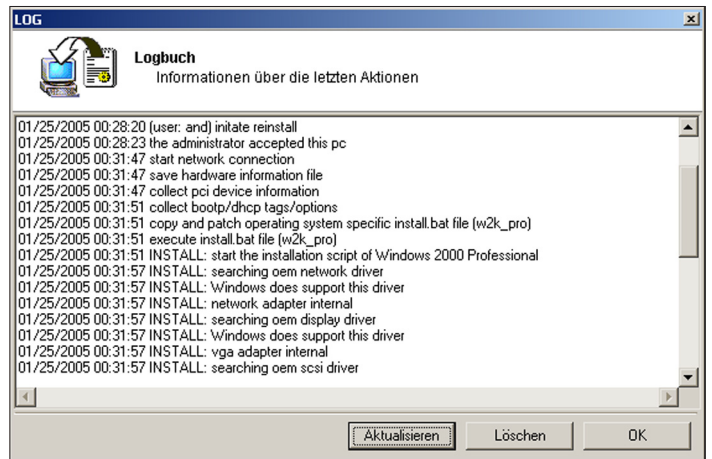 LOG
Logbuch
Informationen über die letzten Aktionen
01/25/2005 00:28:20 (user: and) initate reinstall
01/25/2005 00:28:23 the administrator accepted this pc
01/25/2005 00:31:47 start network connection
01/25/2005 00:31:47 save hardware information file
01/25/2005 00:31:47 collect pci device information
01/25/2005 00:31:51 collect bootp/dhcp tags/options
01/25/2005 00:31:51 copy and patch operating system specific install.bat file (w2k_pro)
01/25/2005 00:31:51 execute install.bat file (w2k_pro)
01/25/2005 00:31:51 INSTALL: start the installation script of Windows 2000 Professional
01/25/2005 00:31:57 INSTALL: searching oem network driver
01/25/2005 00:31:57 INSTALL: Windows does support this driver
01/25/2005 00:31:57 INSTALL: network adapter internal
01/25/2005 00:31:57 INSTALL: searching oem display driver
01/25/2005 00:31:57 INSTALL: Windows does support this driver
01/25/2005 00:31:57 INSTALL: vga adapter internal
01/25/2005 00:31:57 INSTALL: searching oem scsi driver
Aktualisieren Löschen OK